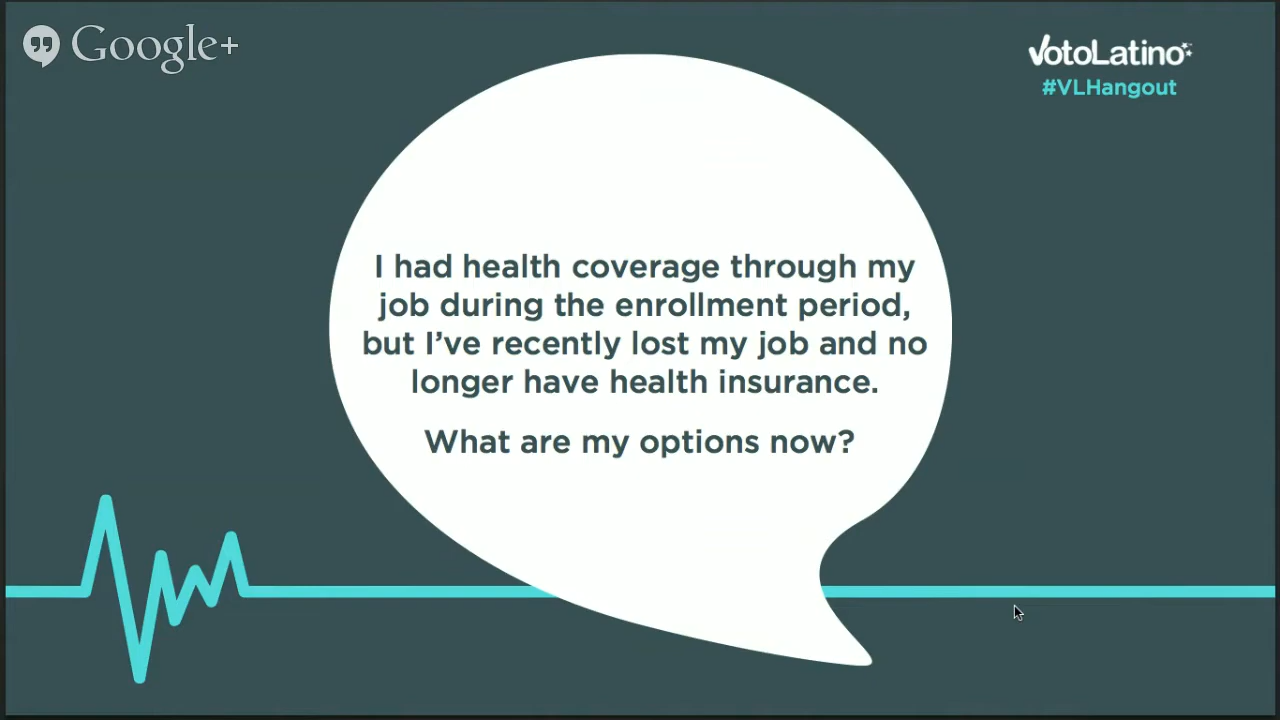 Google+
VotoLatino
#VLHangout
I had health coverage through my
job during the enrollment period,
but I’ve recently lost my job and no
longer have health insurance.
What are my options now?